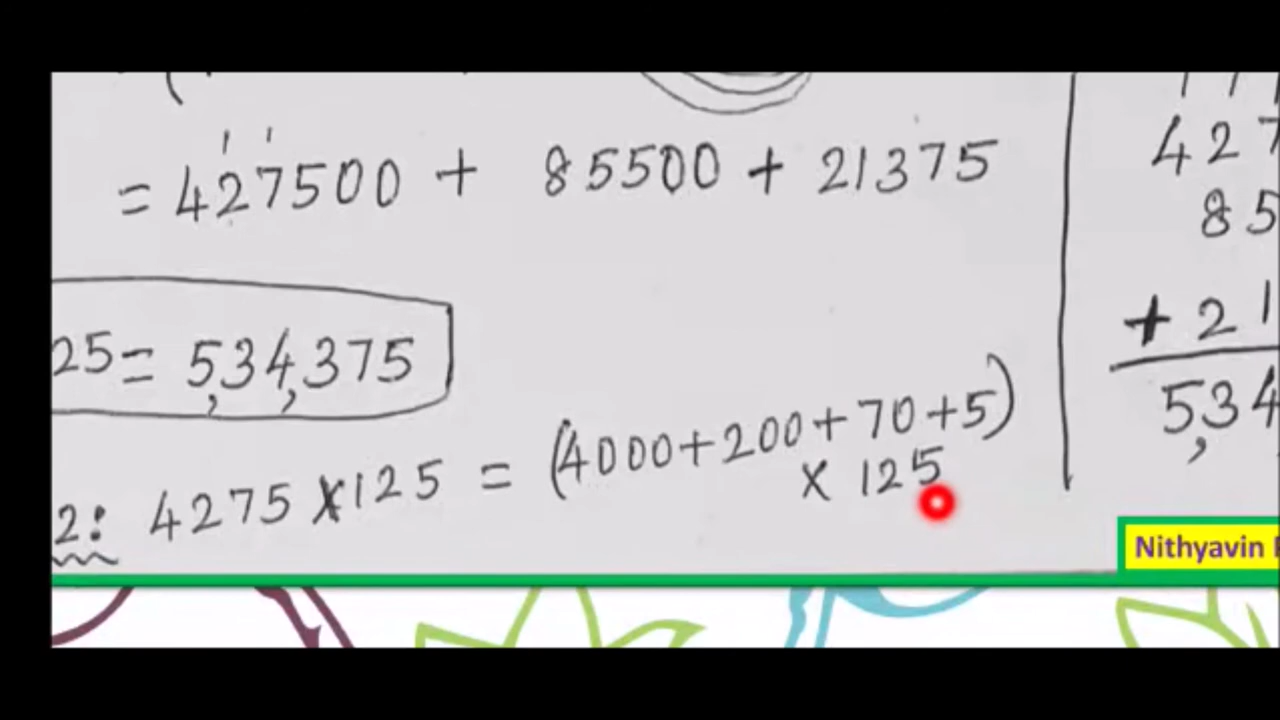 = 427500 + 85500 + 21375
25 = 534,375
2: 4275 × 125 = (4000+200+70+5)
× 125
427
85
+ 21
534,
Nithyavin